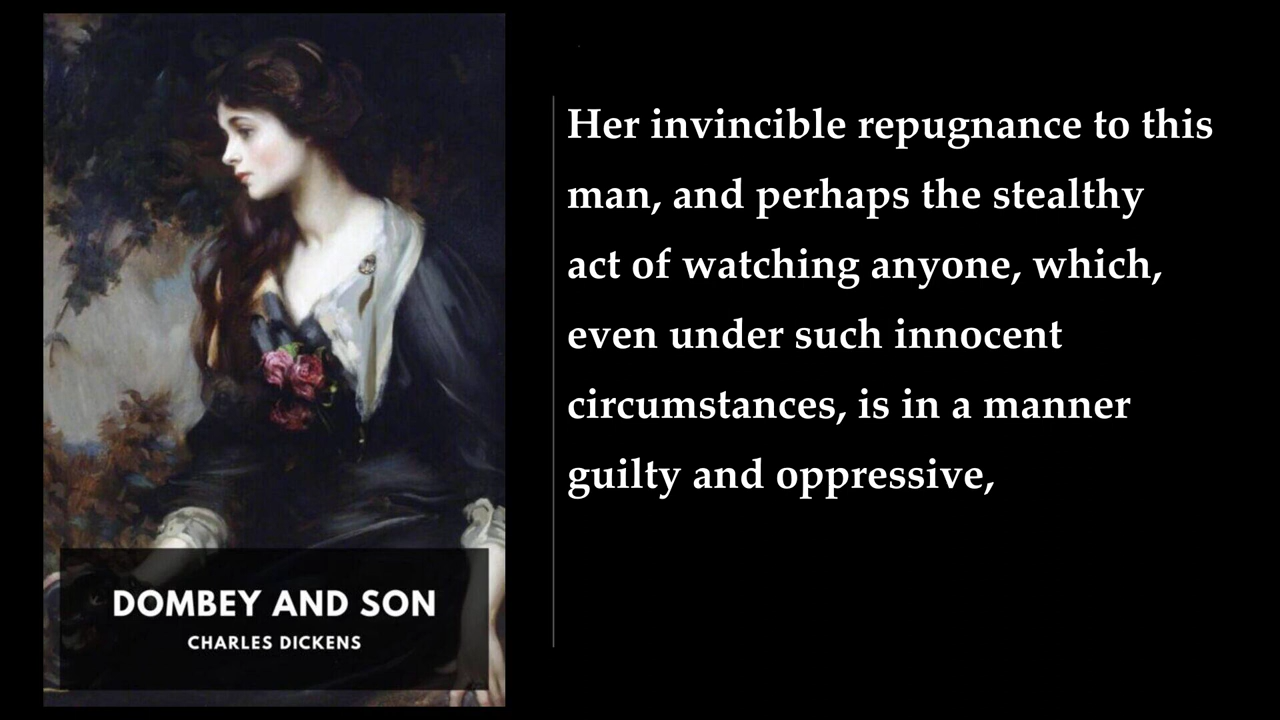 DOMBEY AND SON
CHARLES DICKENS
Her invincible repugnance to this
man, and perhaps the stealthy
act of watching anyone, which,
even under such innocent
circumstances, is in a manner
guilty and oppressive,